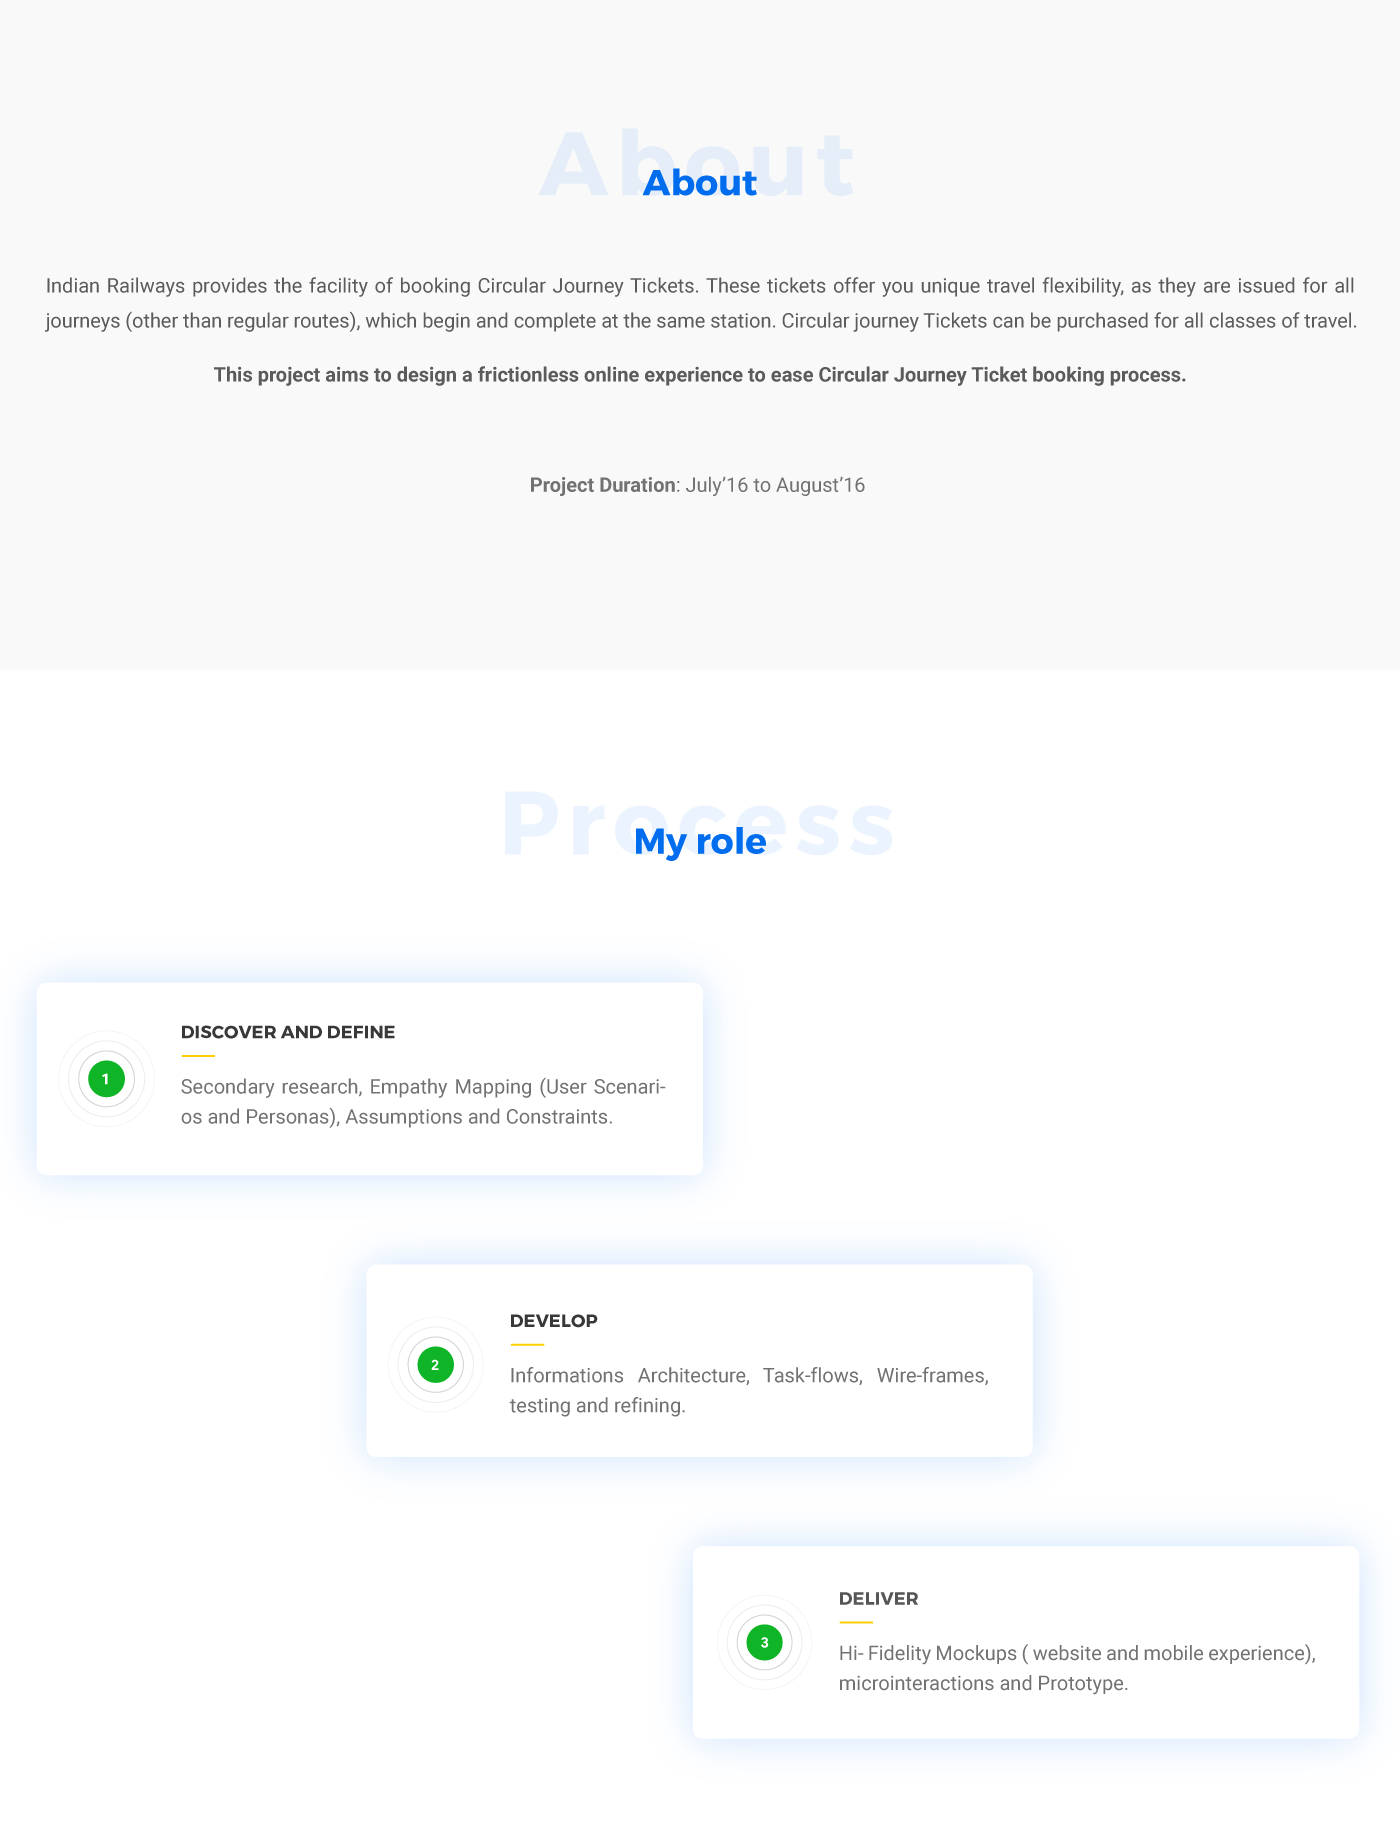 About
About
Indian Railways provides the facility of booking Circular Journey Tickets. These tickets offer you unique travel flexibility, as they are issued for all
journeys (other than regular routes), which begin and complete at the same station. Circular journey Tickets can be purchased for all classes of travel.
This project aims to design a frictionless online experience to ease Circular Journey Ticket booking process.
Project Duration: July’16 to August’16
Process
My role
DISCOVER AND DEFINE
1
Secondary research, Empathy Mapping (User Scenari-
os and Personas), Assumptions and Constraints.
DEVELOP
2
Informations Architecture, Task-flows, Wire-frames,
testing and refining.
DELIVER
3
Hi- Fidelity Mockups ( website and mobile experience),
microinteractions and Prototype.